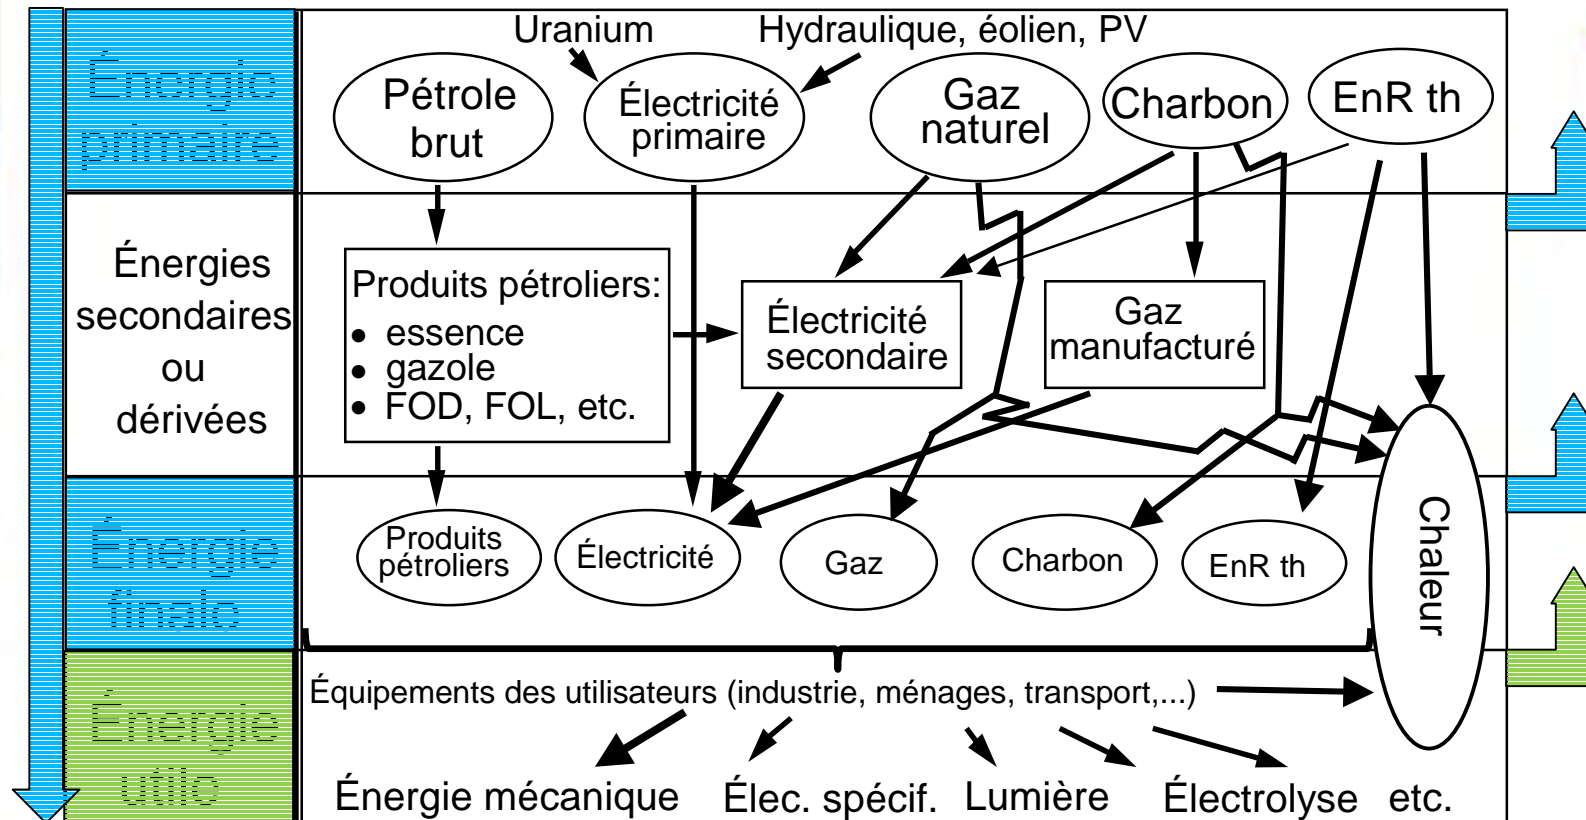 Uranium
Hydraulique, éolien, PV
Énergie
primaire
Pétrole
brut
Électricité
primaire
Gaz
naturel
Charbon
EnR th
Énergies
secondaires
ou
dérivées
Produits pétroliers:
• essence
• gazole
• FOD, FOL, etc.
Électricité
secondaire
Gaz
manufacturé
Énergie
finale
Produits
pétroliers
Électricité
Gaz
Charbon
EnR th
Chaleur
Énergie
utile
Équipements des utilisateurs (industrie, ménages, transport,...)
Énergie mécanique
Élec. spécif.
Lumière
Électrolyse
etc.